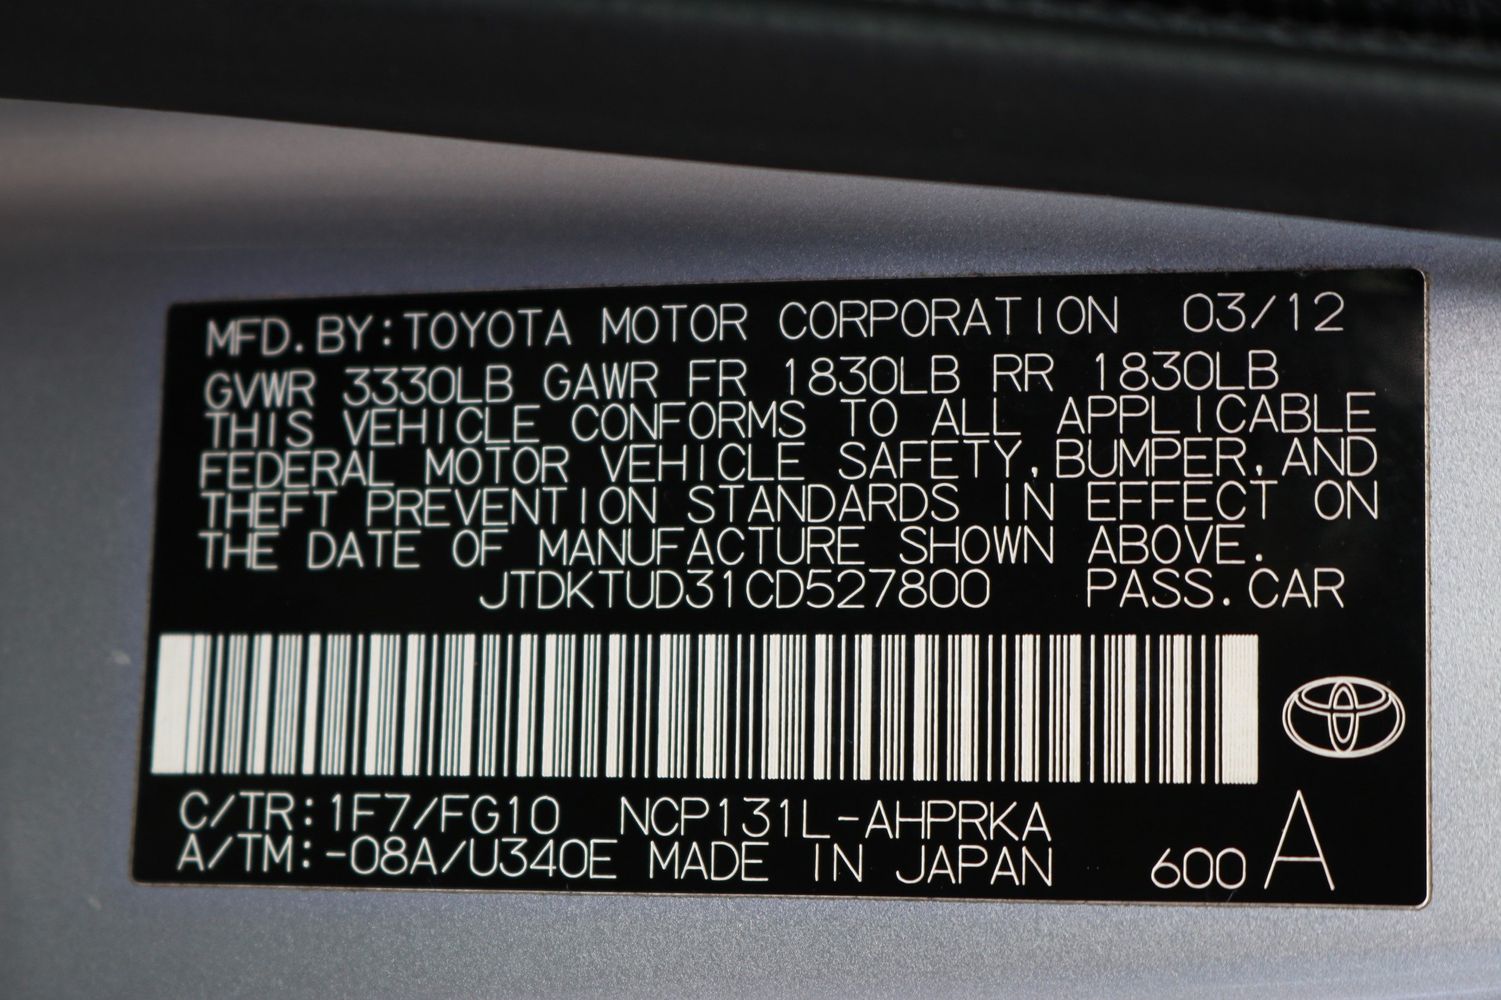 MFD. BY: TOYOTA MOTOR CORPORATION 03/12
GVWR 3330LB GAWR FR 1830LB RR 1830LB
THIS VEHICLE CONFORMS TO ALL APPLICABLE
FEDERAL MOTOR VEHICLE SAFETY, BUMPER, AND
THEFT PREVENTION STANDARDS IN EFFECT ON
THE DATE OF MANUFACTURE SHOWN ABOVE.
JTDKTUD31CD527800 PASS. CAR
C/TR: 1F7/FG10 NCP131L-AHPRKA
A/TM: -08A/U340E MADE IN JAPAN 600 A